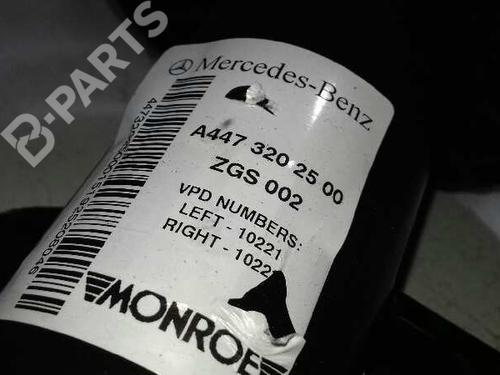 B-PARTS
Mercedes-Benz
A447 320 25 00
ZGS 002
VPD NUMBERS:
LEFT - 10221
RIGHT - 1022
MONROE